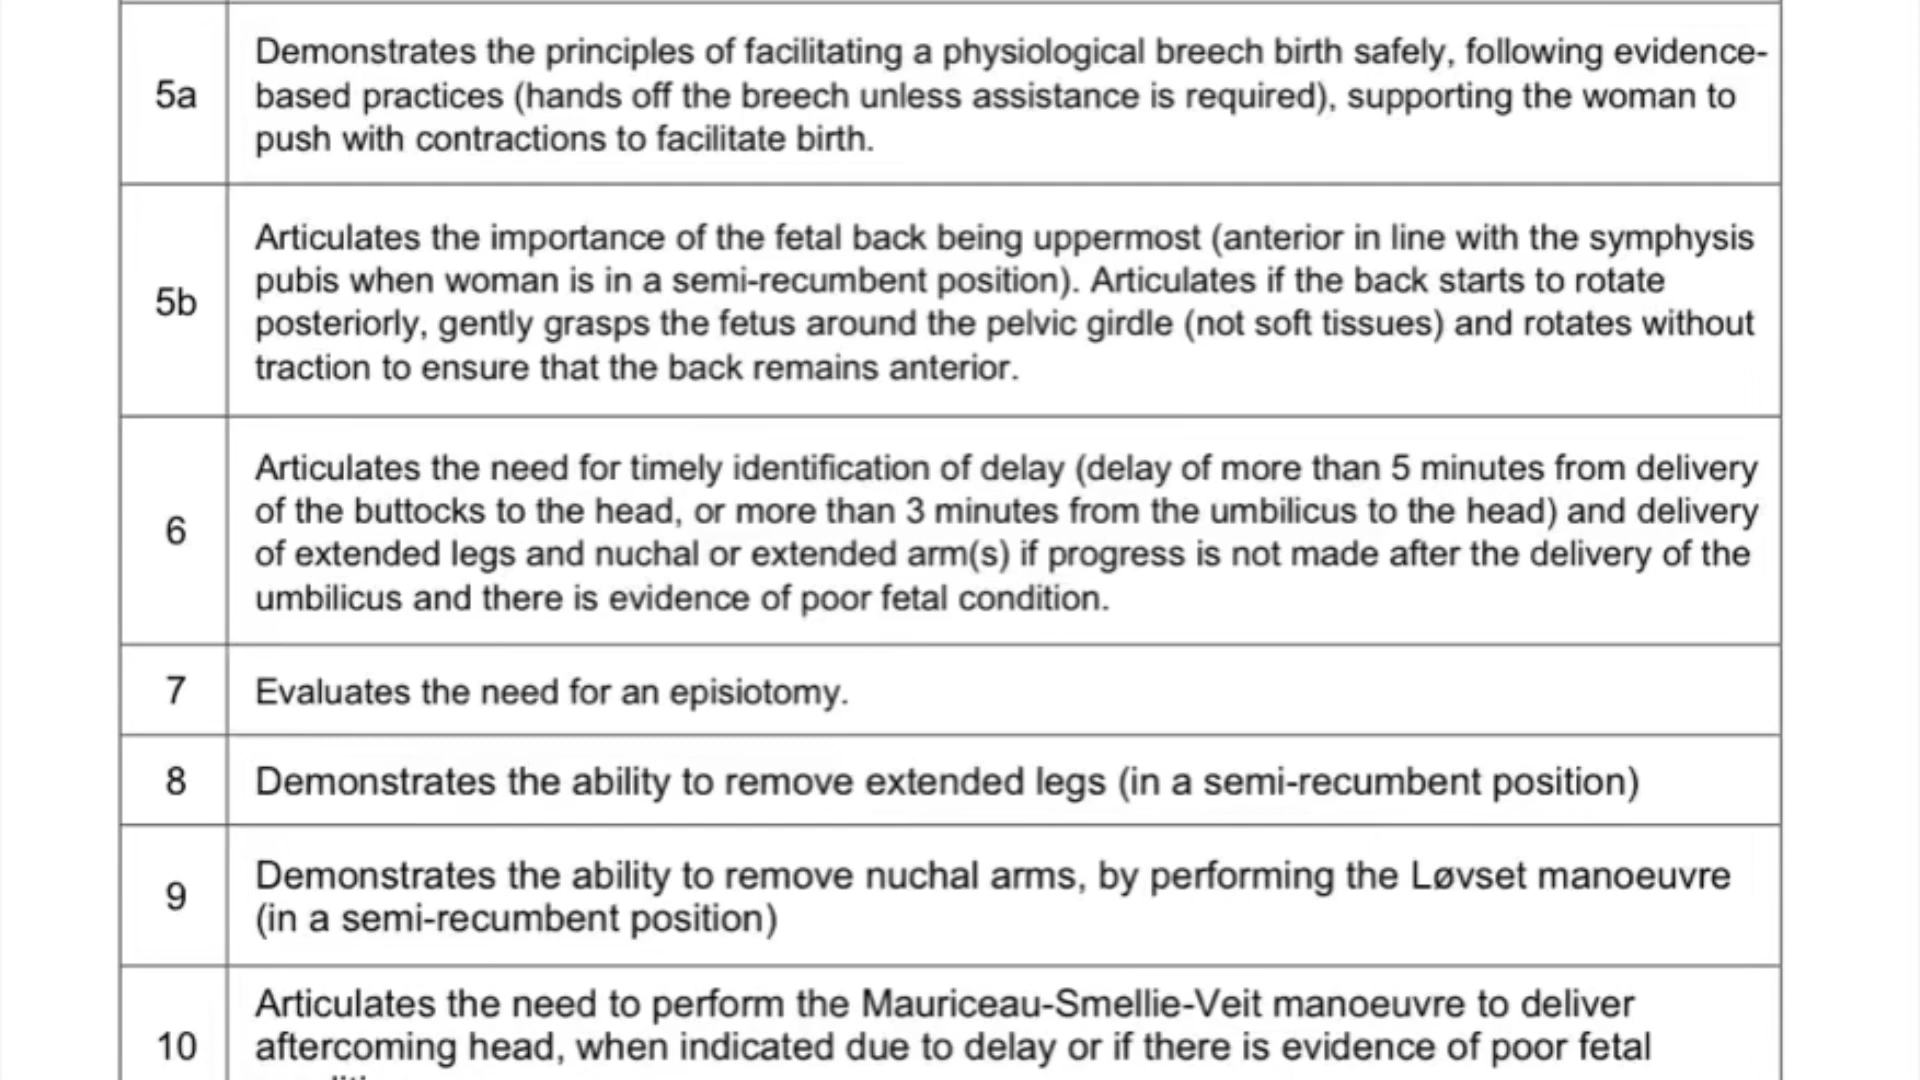 Demonstrates the principles of facilitating a physiological breech birth safely, following evidence-
5a
based practices (hands off the breech unless assistance is required), supporting the woman to
push with contractions to facilitate birth.
Articulates the importance of the fetal back being uppermost (anterior in line with the symphysis
pubis when woman is in a semi-recumbent position). Articulates if the back starts to rotate
5b
posteriorly, gently grasps the fetus around the pelvic girdle (not soft tissues) and rotates without
traction to ensure that the back remains anterior.
Articulates the need for timely identification of delay (delay of more than 5 minutes from delivery
of the buttocks to the head, or more than 3 minutes from the umbilicus to the head) and delivery
6
of extended legs and nuchal or extended arm(s) if progress is not made after the delivery of the
umbilicus and there is evidence of poor fetal condition.
7 Evaluates the need for an episiotomy.
8 Demonstrates the ability to remove extended legs (in a semi-recumbent position)
9
Demonstrates the ability to remove nuchal arms, by performing the Løvset manoeuvre
(in a semi-recumbent position)
Articulates the need to perform the Mauriceau-Smellie-Veit manoeuvre to deliver
10 aftercoming head, when indicated due to delay or if there is evidence of poor fetal